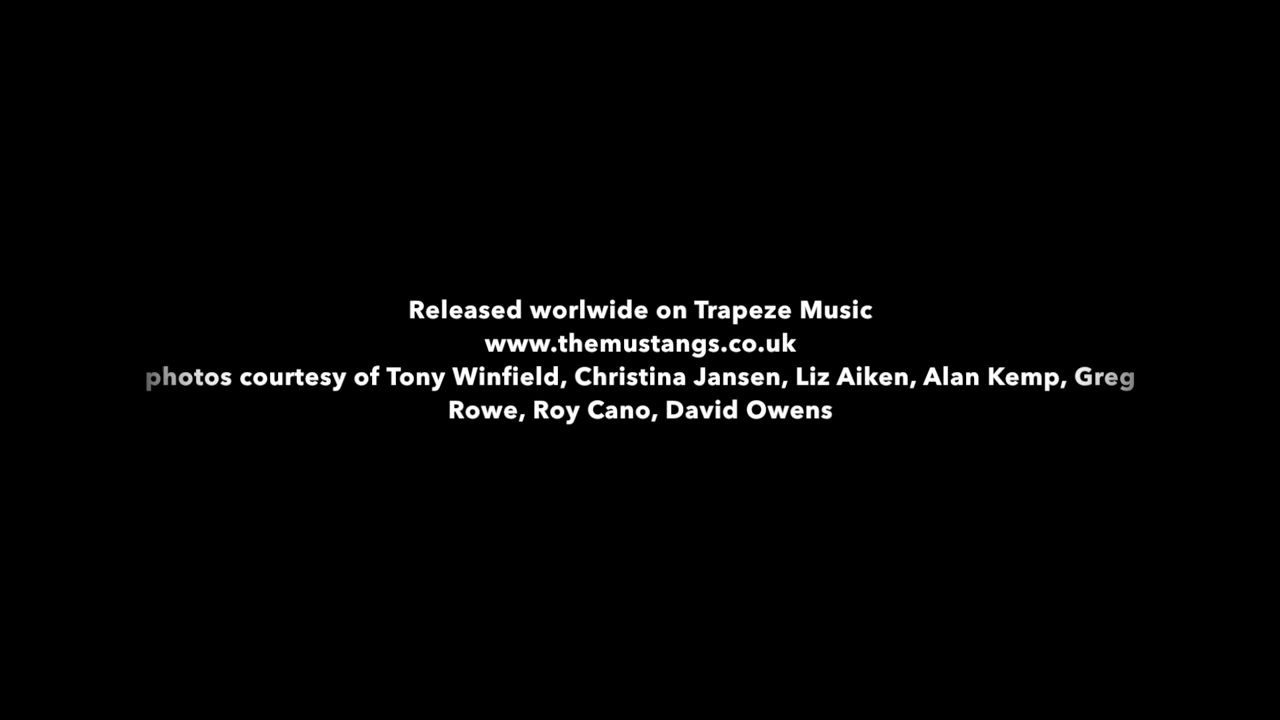 Released worlwide on Trapeze Music
www.themustangs.co.uk
photos courtesy of Tony Winfield, Christina Jansen, Liz Aiken, Alan Kemp, Greg
Rowe, Roy Cano, David Owens